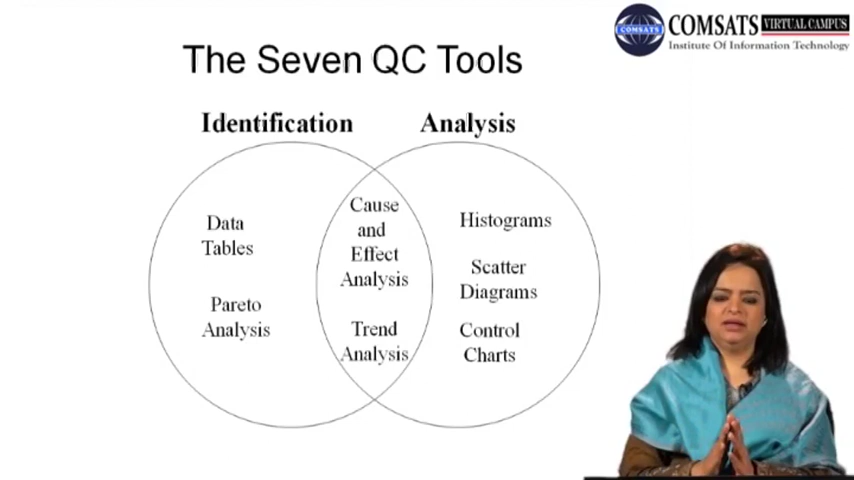 COMSATS
COMSATS VIRTUAL CAMPUS
Institute Of Information Technology
The Seven QC Tools
Identification
Analysis
Data
Tables
Pareto
Analysis
Cause
and
Effect
Analysis
Trend
Analysis
Histograms
Scatter
Diagrams
Control
Charts